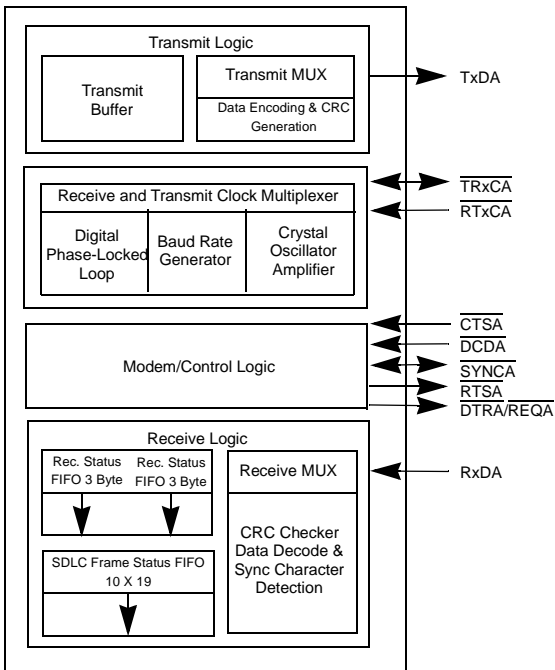 Transmit Logic
Transmit
Buffer
Transmit MUX
Data Encoding & CRC
Generation
TxDA
Receive and Transmit Clock Multiplexer
Digital
Phase-Locked
Loop
Baud Rate
Generator
Crystal
Oscillator
Amplifier
TRxCA
RTxCA
Modem/Control Logic
CTSA
DCDA
SYNCA
RTSA
DTRA/REQA
Receive Logic
Rec. Status
FIFO 3 Byte
Rec. Status
FIFO 3 Byte
SDLC Frame Status FIFO
10 X 19
Receive MUX
CRC Checker
Data Decode &
Sync Character
Detection
RxDA